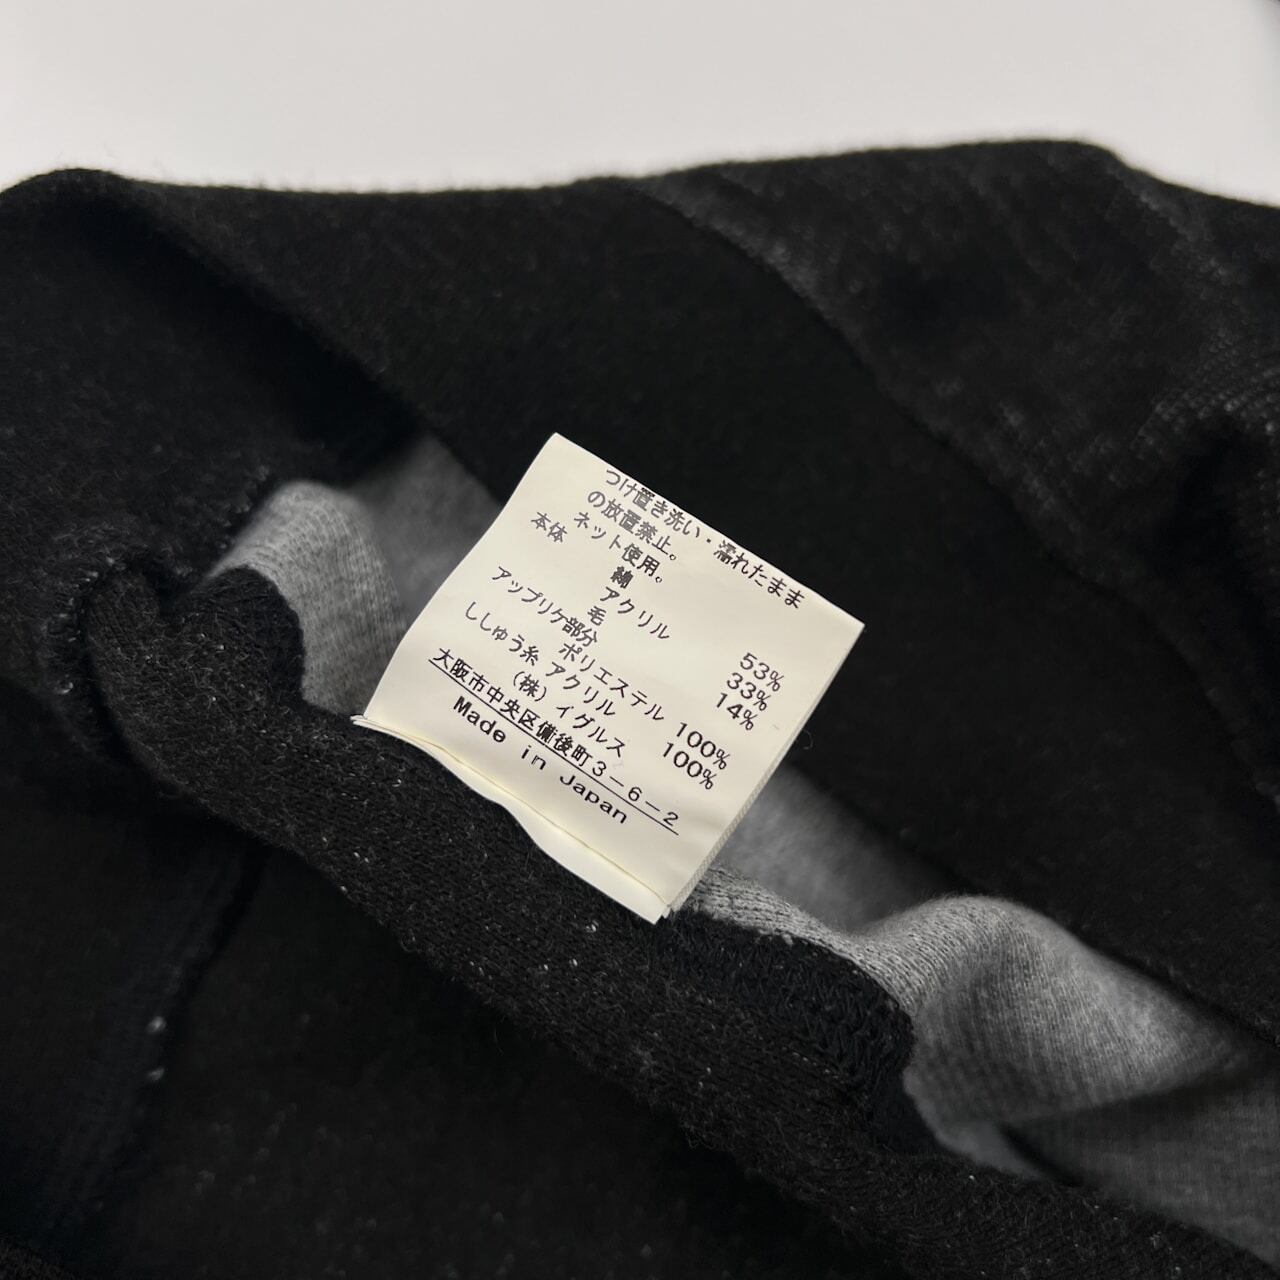 つけ置き洗い・濡れたまま
の放置禁止。
ネット使用。
本体 綿 53%
アクリル 33%
毛 14%
アップリケ部分
ポリエステル 100%
ししゅう糸 アクリル 100%
(株) イグルス
大阪市中央区備後町3-6-2
Made in Japan